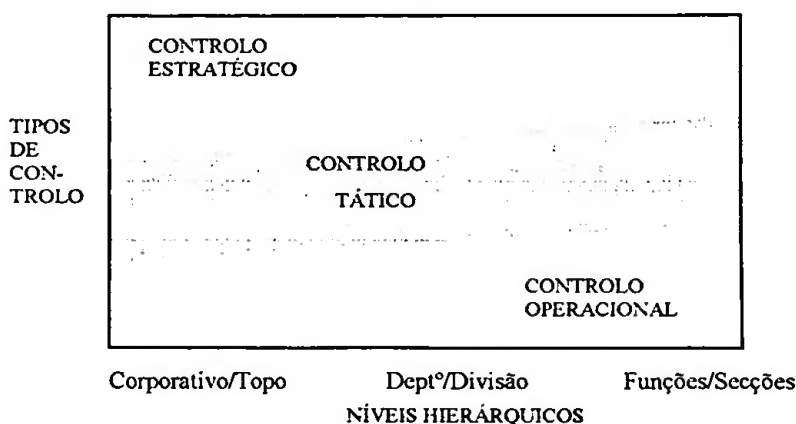 CONTROLO
ESTRATÉGICO
TIPOS
DE
CON-
TROLO
CONTROLO
TÁTICO
CONTROLO
OPERACIONAL
Corporativo/Topo Deptº/Divisão Funções/Secções
NÍVEIS HIERÁRQUICOS